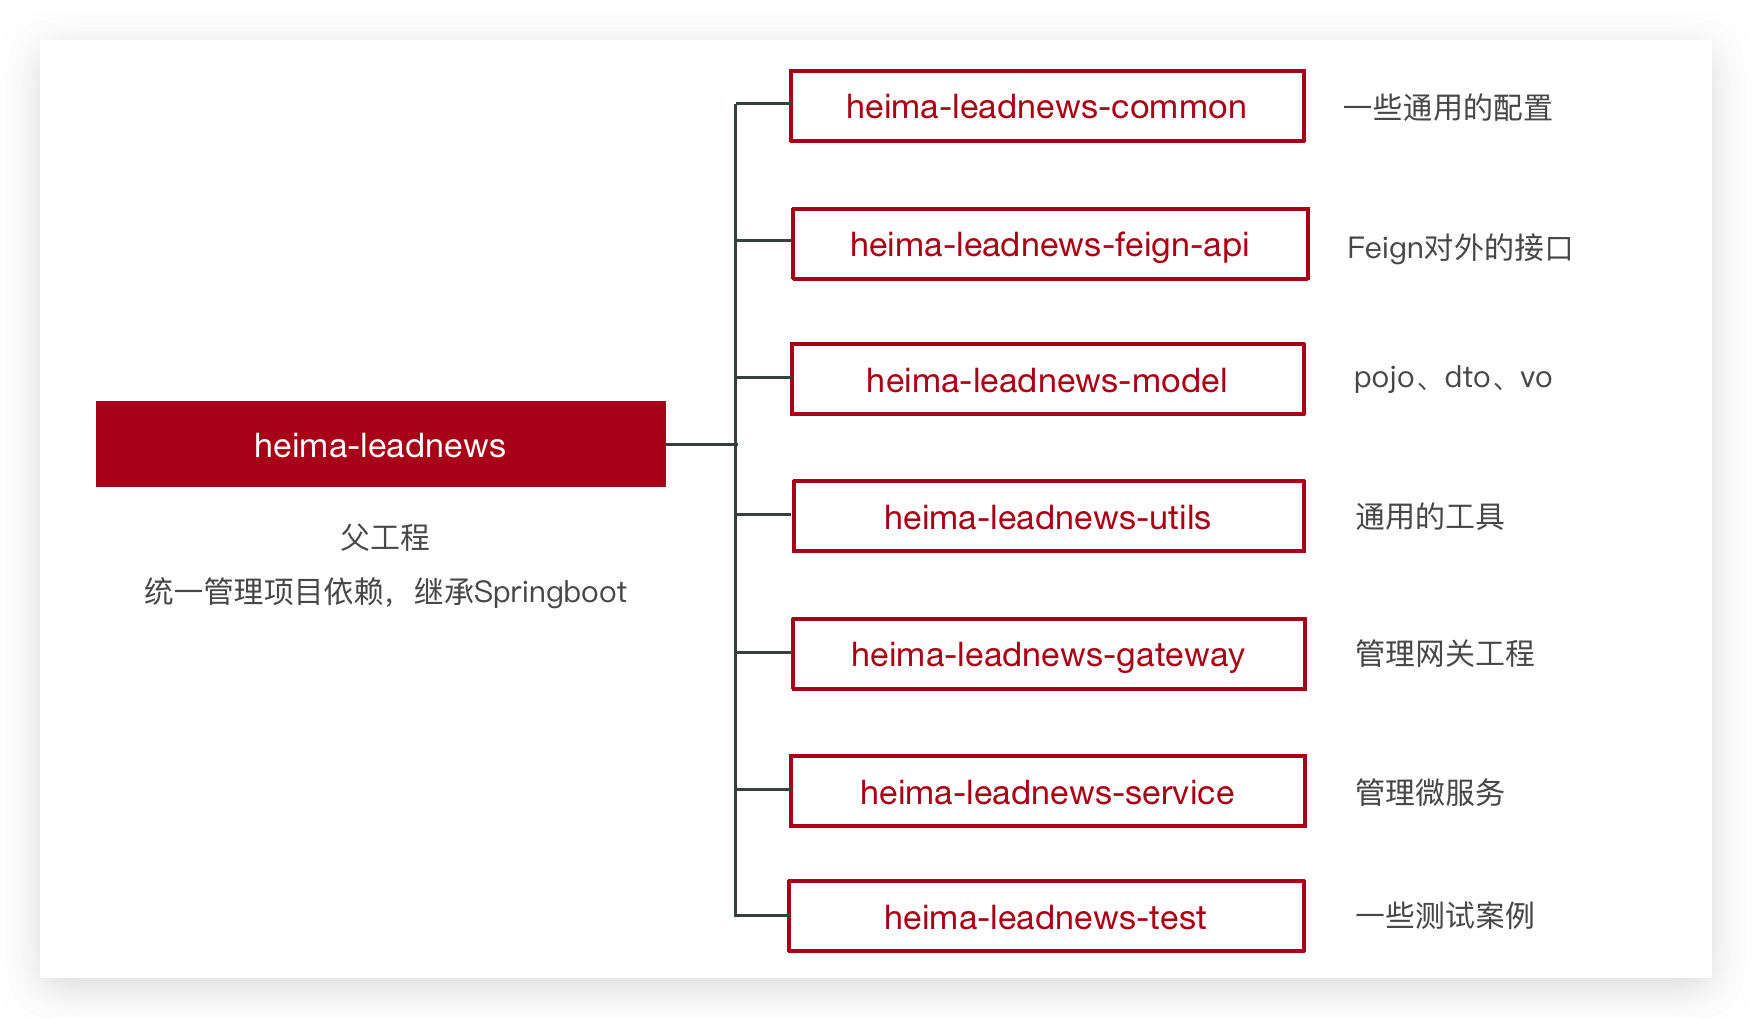 heima-leadnews
父工程
统一管理项目依赖，继承Springboot
heima-leadnews-common
一些通用的配置
heima-leadnews-feign-api
Feign对外的接口
heima-leadnews-model
pojo、dto、vo
heima-leadnews-utils
通用的工具
heima-leadnews-gateway
管理网关工程
heima-leadnews-service
管理微服务
heima-leadnews-test
一些测试案例